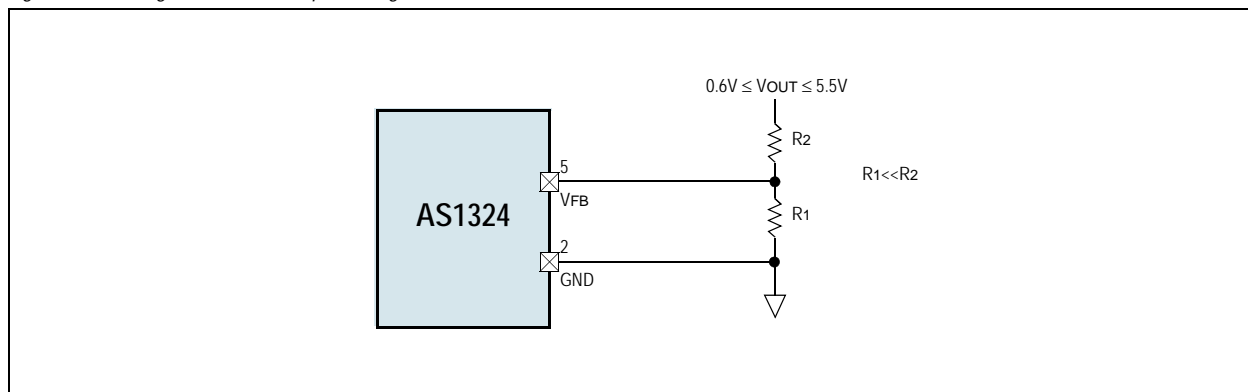 0.6V ≤ VOUT ≤ 5.5V
R2
5
R1<<R2
VFB
AS1324
R1
2
GND